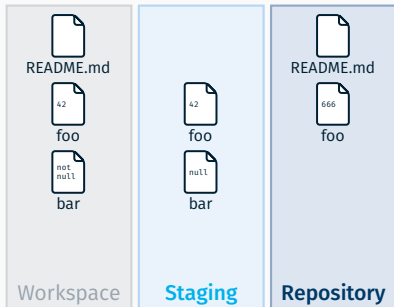 README.md
README.md
42
42
666
foo
foo
foo
not
null
null
bar
bar
Workspace
Staging
Repository